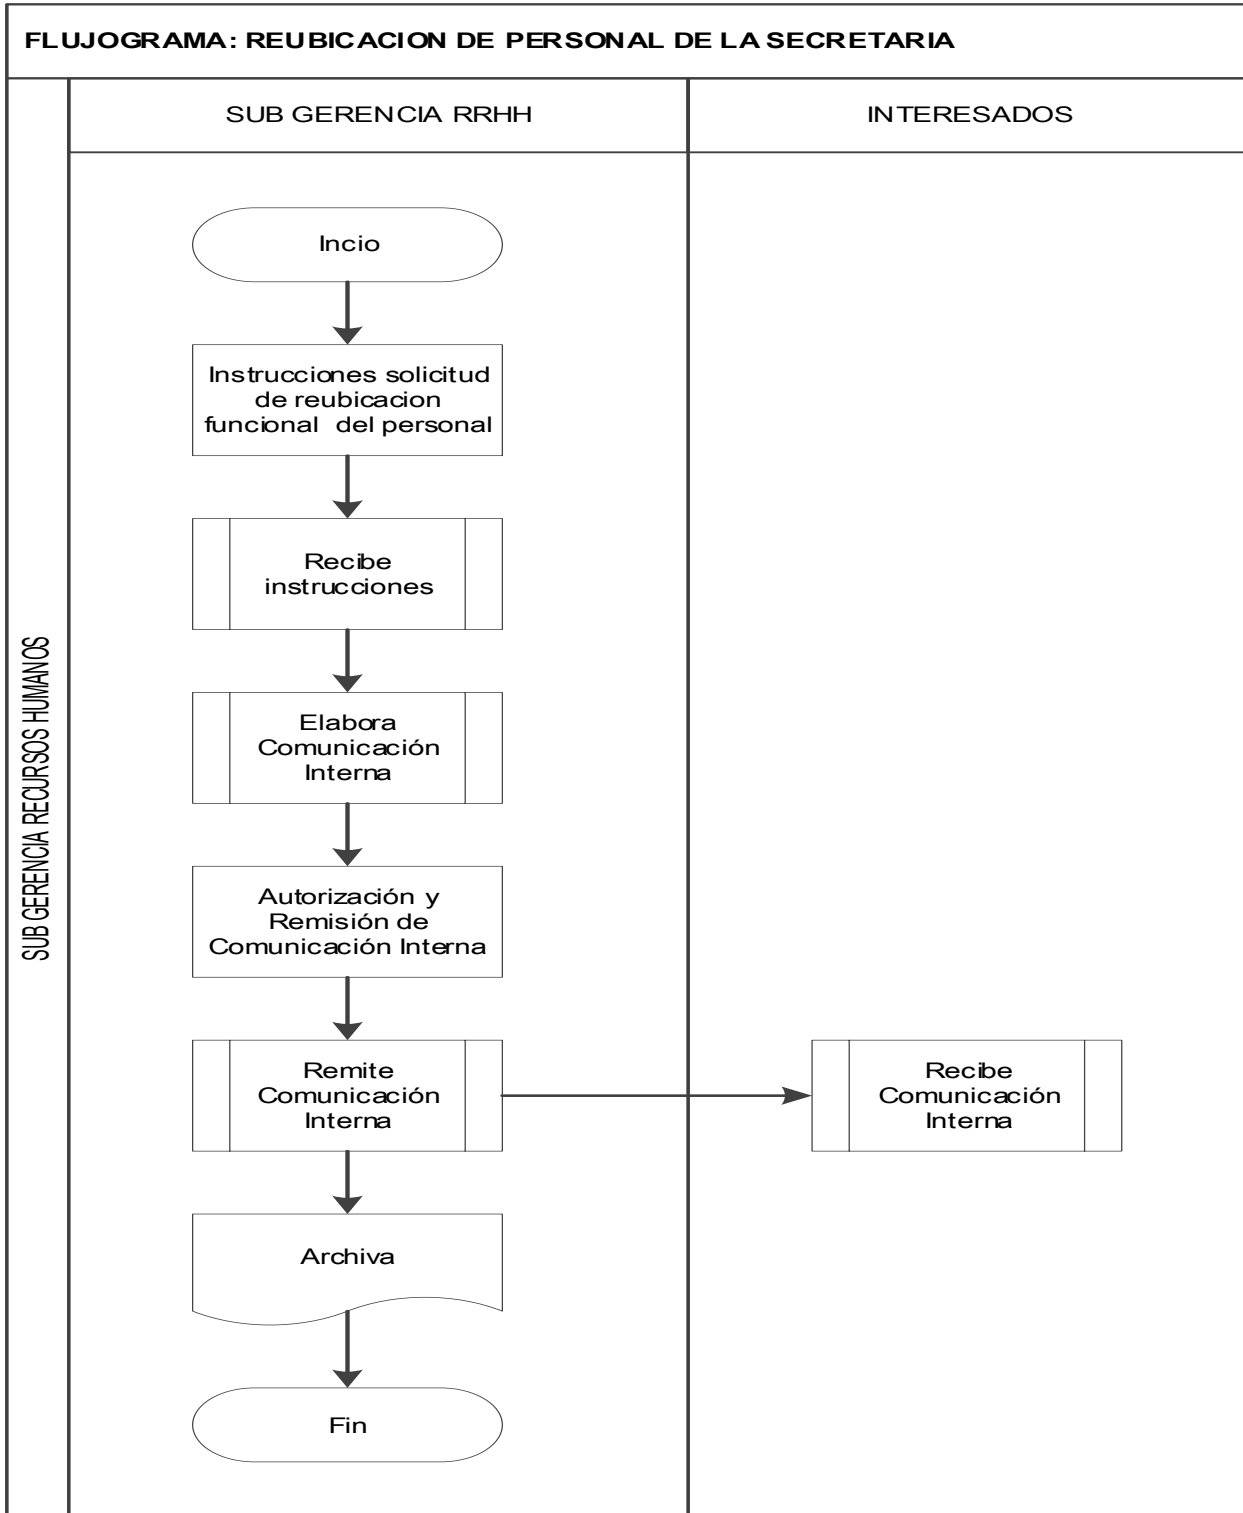 FLUJOGRAMA: REUBICACION DE PERSONAL DE LA SECRETARIA
SUB GERENCIA RRHH
INTERESADOS
SUB GERENCIA RECURSOS HUMANOS
Incio
Instrucciones solicitud
de reubicacion
funcional del personal
Recibe
instrucciones
Elabora
Comunicación
Interna
Autorización y
Remisión de
Comunicación Interna
Remite
Comunicación
Interna
Recibe
Comunicación
Interna
Archiva
Fin